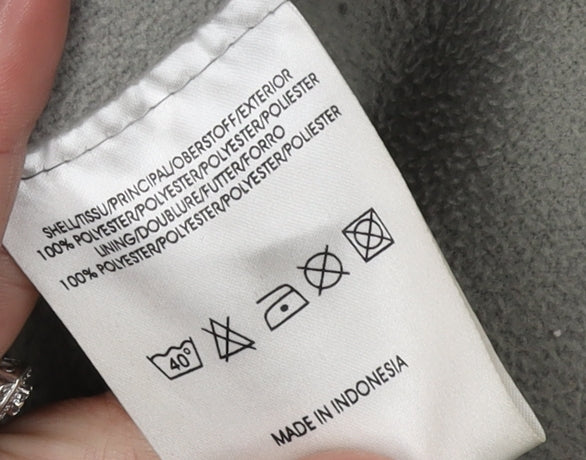 SHELL/TISSU/PRINCIPAL/OBERSTOFF/EXTERIOR
100% POLYESTER/POLYESTER/POLYESTER/POLIESTER
LINING/DOUBLURE/FUTTER/FORRO
100% POLYESTER/POLYESTER/POLYESTER/POLIESTER
40°
MADE IN INDONESIA